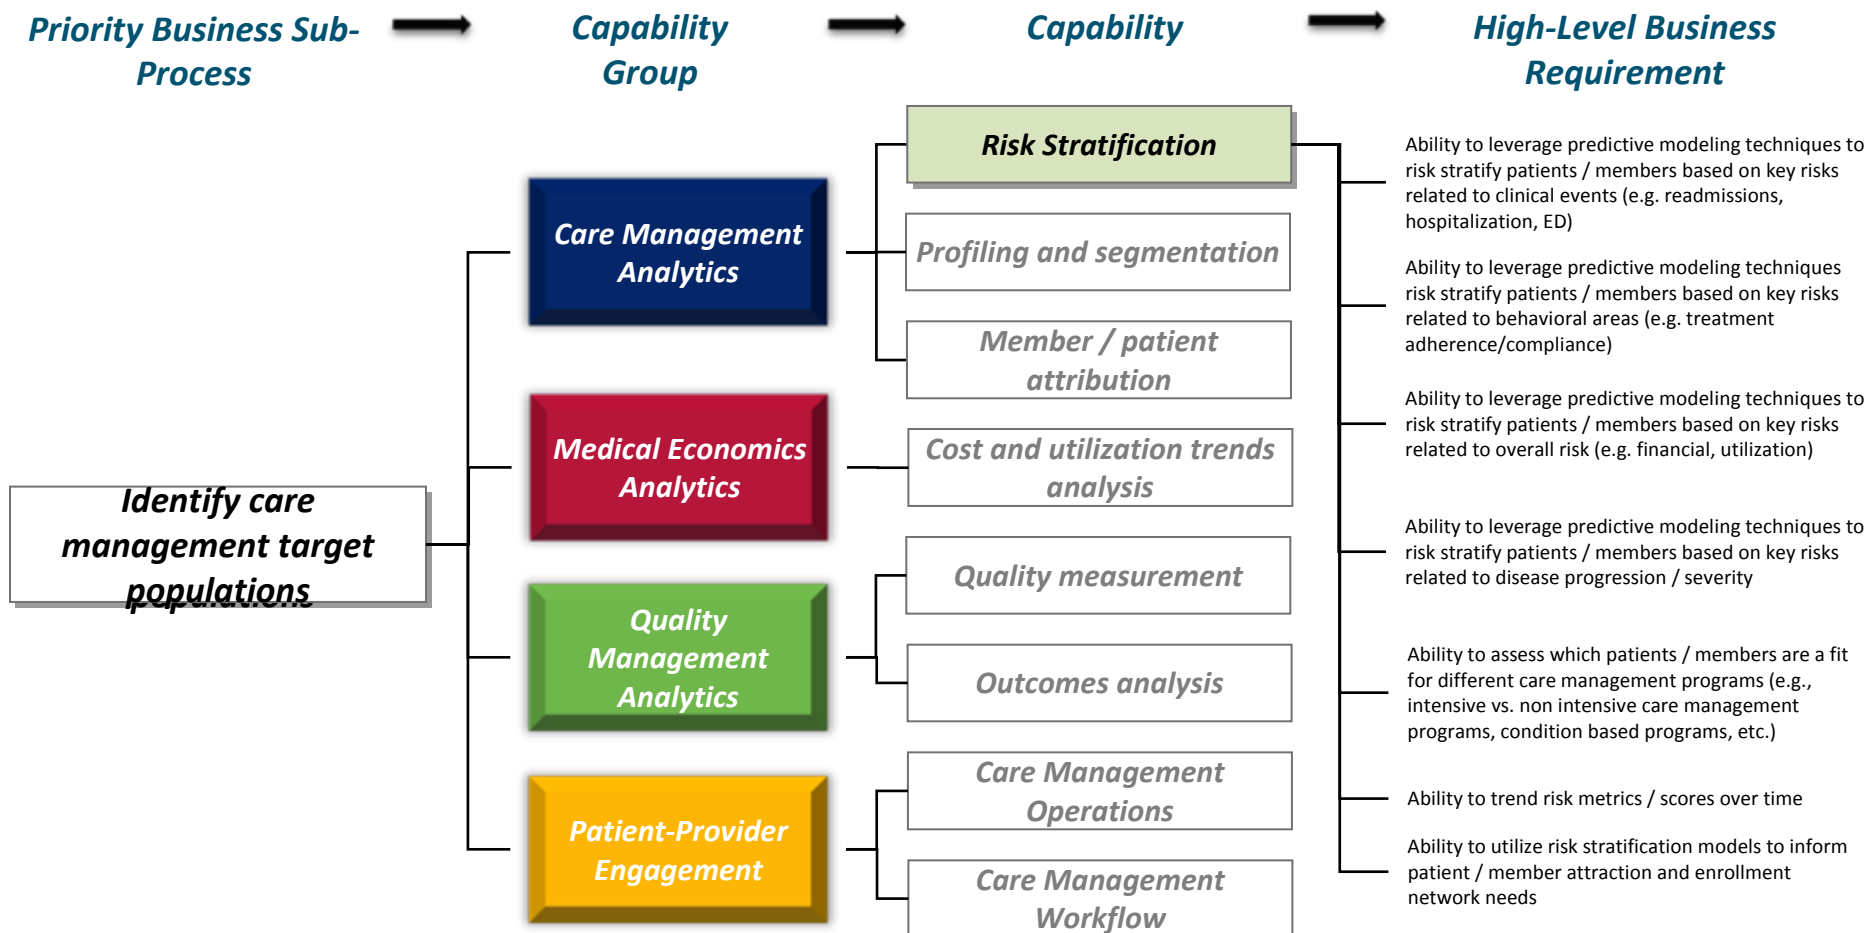 Priority Business Sub-
Process
Capability
Group
Capability
High-Level Business
Requirement
Identify care
management target
populations
Care Management
Analytics
Medical Economics
Analytics
Quality
Management
Analytics
Patient-Provider
Engagement
Risk Stratification
Profiling and segmentation
Member / patient
attribution
Cost and utilization trends
analysis
Quality measurement
Outcomes analysis
Care Management
Operations
Care Management
Workflow
Ability to leverage predictive modeling techniques to
risk stratify patients / members based on key risks
related to clinical events (e.g. readmissions,
hospitalization, ED)
Ability to leverage predictive modeling techniques
risk stratify patients / members based on key risks
related to behavioral areas (e.g. treatment
adherence/compliance)
Ability to leverage predictive modeling techniques to
risk stratify patients / members based on key risks
related to overall risk (e.g. financial, utilization)
Ability to leverage predictive modeling techniques to
risk stratify patients / members based on key risks
related to disease progression / severity
Ability to assess which patients / members are a fit
for different care management programs (e.g.,
intensive vs. non intensive care management
programs, condition based programs, etc.)
Ability to trend risk metrics / scores over time
Ability to utilize risk stratification models to inform
patient / member attraction and enrollment
network needs